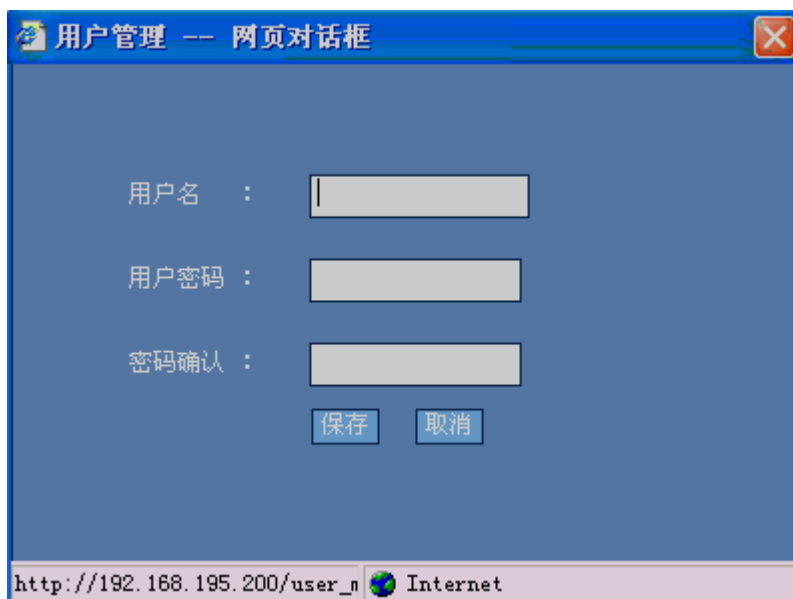 用户管理 -- 网页对话框
用户名 ：
用户密码 ：
密码确认 ：
保存 取消
http://192.168.195.200/user_ Internet